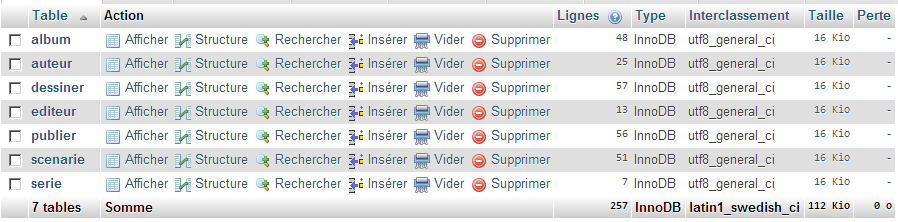 Table Action Lignes Type Interclassement Taille Perte
album Afficher Structure Rechercher Insérer Vider Supprimer 48 InnoDB utf8_general_ci 16 Kio -
auteur Afficher Structure Rechercher Insérer Vider Supprimer 25 InnoDB utf8_general_ci 16 Kio -
dessiner Afficher Structure Rechercher Insérer Vider Supprimer 57 InnoDB utf8_general_ci 16 Kio -
editeur Afficher Structure Rechercher Insérer Vider Supprimer 13 InnoDB utf8_general_ci 16 Kio -
publier Afficher Structure Rechercher Insérer Vider Supprimer 56 InnoDB utf8_general_ci 16 Kio -
scenarie Afficher Structure Rechercher Insérer Vider Supprimer 51 InnoDB utf8_general_ci 16 Kio -
serie Afficher Structure Rechercher Insérer Vider Supprimer 7 InnoDB utf8_general_ci 16 Kio -
7 tables Somme 257 InnoDB latin1_swedish_ci 112 Kio 0 o